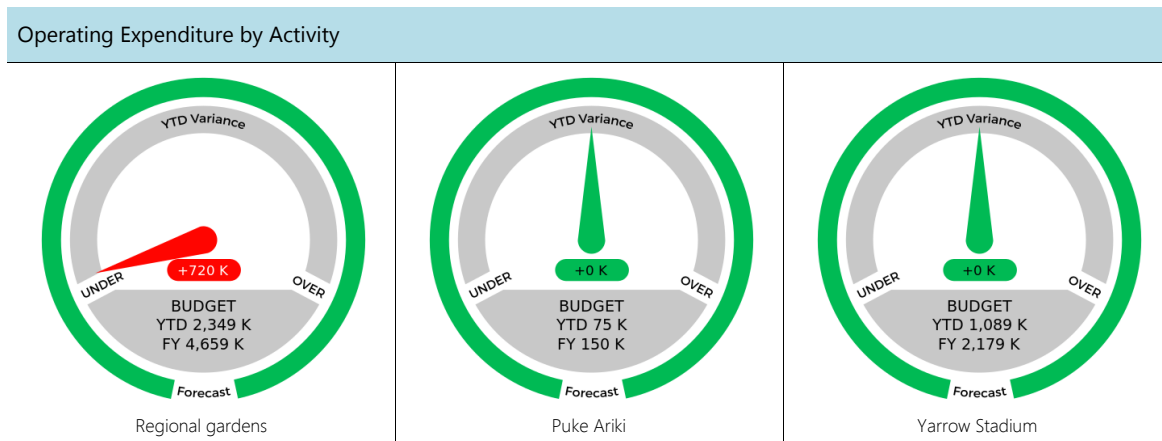 Operating Expenditure by Activity
YTD Variance
+720 K
UNDER
OVER
BUDGET
YTD 2,349 K
FY 4,659 K
Forecast
Regional gardens
YTD Variance
+0 K
UNDER
OVER
BUDGET
YTD 75 K
FY 150 K
Forecast
Puke Ariki
YTD Variance
+0 K
UNDER
OVER
BUDGET
YTD 1,089 K
FY 2,179 K
Forecast
Yarrow Stadium